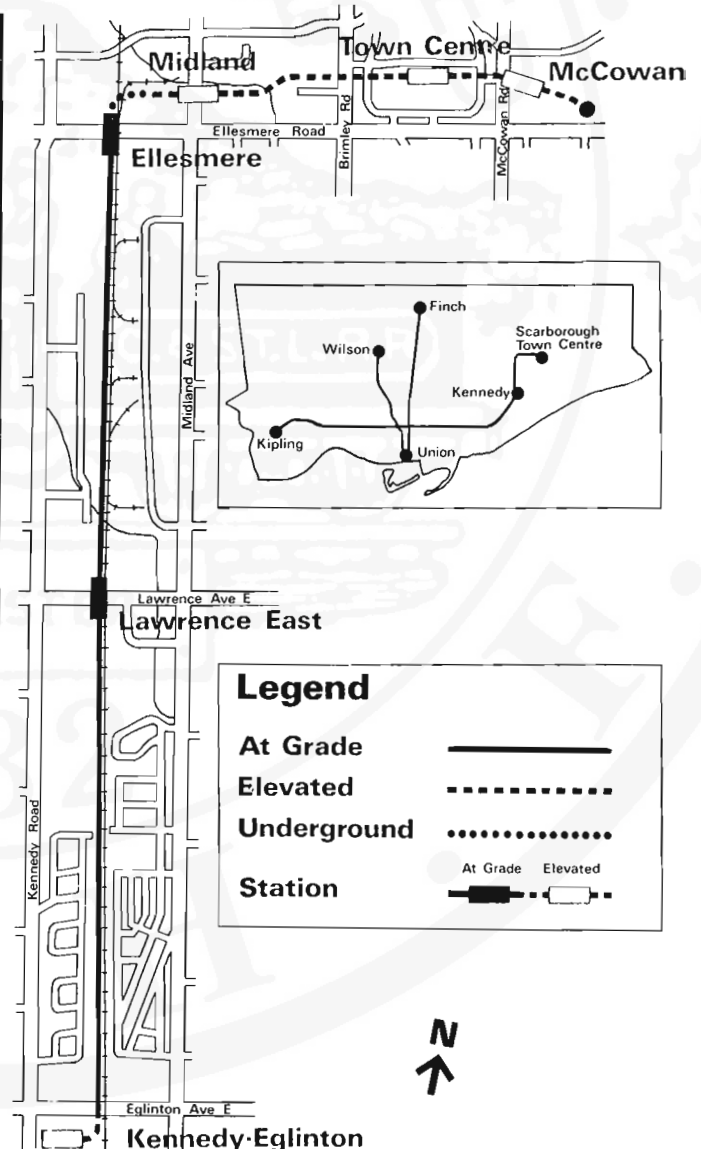 Town Centre
Midland
McCowan
Ellesmere Road
Brimley Rd
McCowan Rd
Ellesmere
Midland Ave
Finch
Wilson
Scarborough
Town Centre
Kennedy
Kipling
Union
Lawrence Ave E
Lawrence East
Legend
At Grade
Elevated
Underground
At Grade Elevated
Station
Kennedy Road
N
Eglinton Ave E
Kennedy·Eglinton